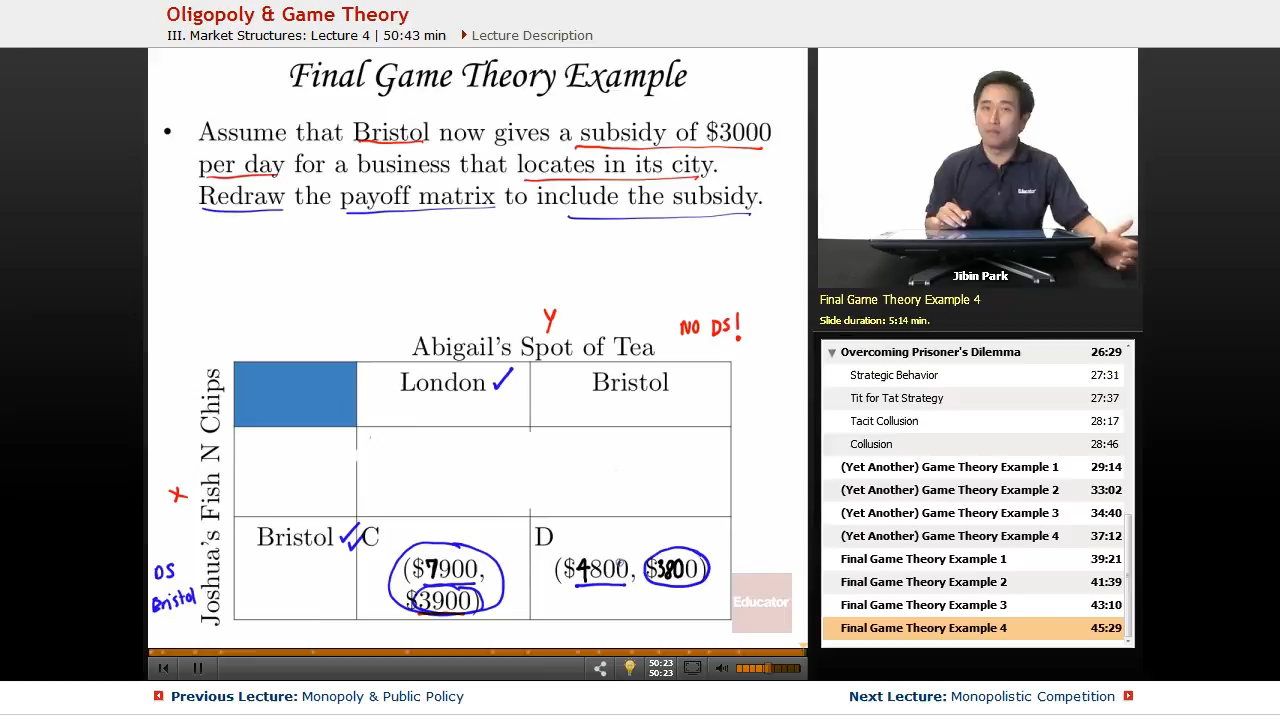 Oligopoly & Game Theory
III. Market Structures: Lecture 4 | 50:43 min
Lecture Description
Final Game Theory Example
• Assume that Bristol now gives a subsidy of $3000
per day for a business that locates in its city.
Redraw the payoff matrix to include the subsidy.
Y
NO DS!
Abigail's Spot of Tea
London ✓ Bristol
Joshua's Fish N Chips
X
DS
Bristol
Bristol ✓✓ C D
($7900,
$3900)
($4800, $3800)
Educator
Educator
Jibin Park
Final Game Theory Example 4
Slide duration: 5:14 min.
Overcoming Prisoner's Dilemma 26:29
Strategic Behavior 27:31
Tit for Tat Strategy 27:37
Tacit Collusion 28:17
Collusion 28:46
(Yet Another) Game Theory Example 1 29:14
(Yet Another) Game Theory Example 2 33:02
(Yet Another) Game Theory Example 3 34:40
(Yet Another) Game Theory Example 4 37:12
Final Game Theory Example 1 39:21
Final Game Theory Example 2 41:39
Final Game Theory Example 3 43:10
Final Game Theory Example 4 45:29
50:23
50:23
Previous Lecture: Monopoly & Public Policy
Next Lecture: Monopolistic Competition